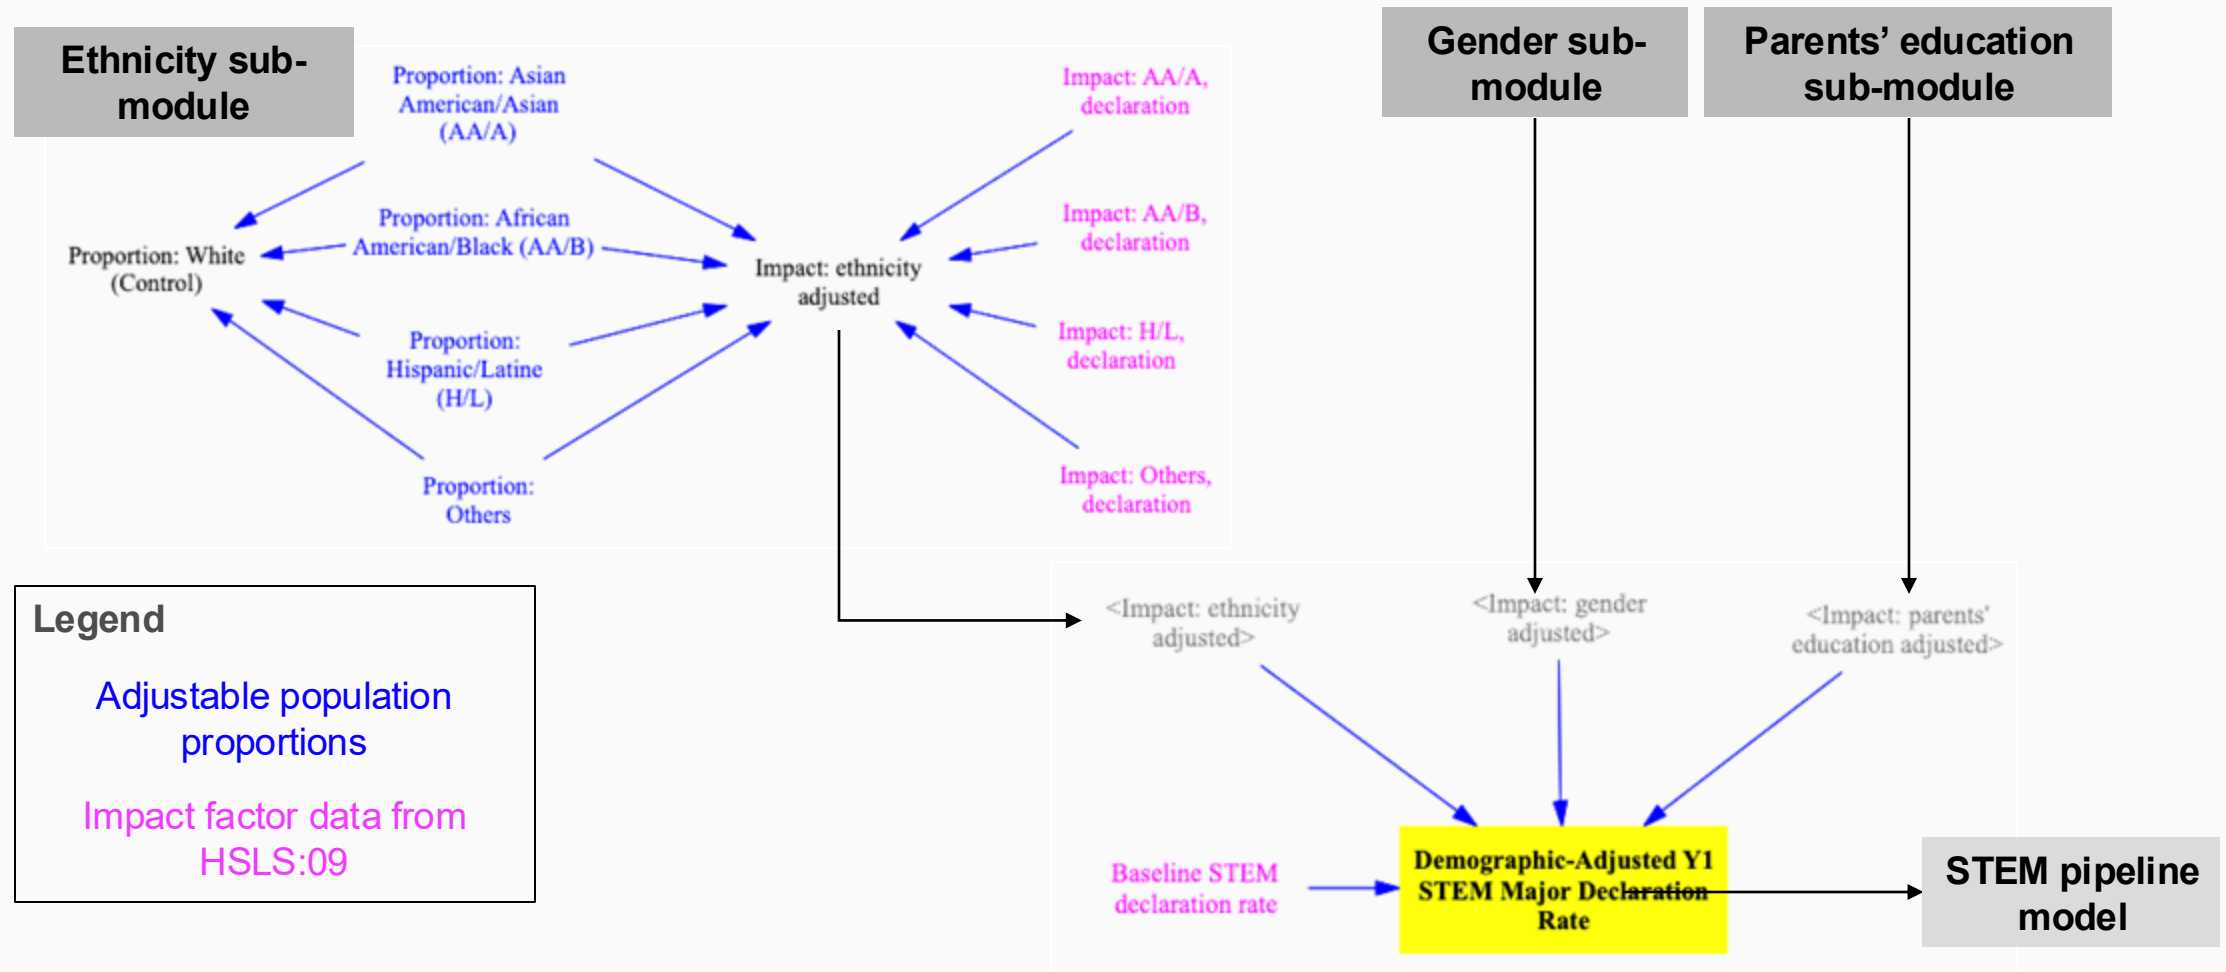 Ethnicity sub-
module
Proportion: Asian
American/Asian
(AA/A)
Impact: AA/A,
declaration
Gender sub-
module
Parents’ education
sub-module
Proportion: African
American/Black (AA/B)
Impact: AA/B,
declaration
Proportion: White
(Control)
Impact: ethnicity
adjusted
Proportion:
Hispanic/Latine
(H/L)
Impact: H/L,
declaration
Proportion:
Others
Impact: Others,
declaration
Legend
Adjustable population
proportions
Impact factor data from
HSLS:09
<Impact: ethnicity
adjusted>
<Impact: gender
adjusted>
<Impact: parents'
education adjusted>
Baseline STEM
declaration rate
Demographic-Adjusted Y1
STEM Major Declaration
Rate
STEM pipeline
model